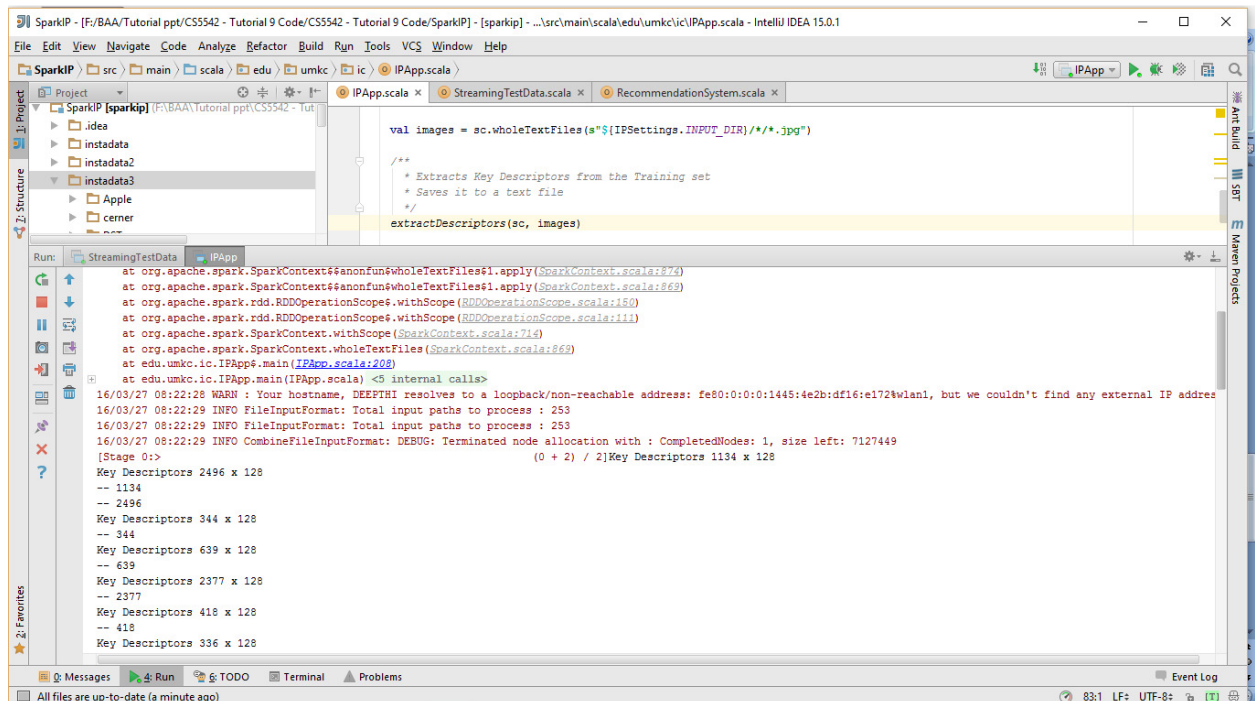 SparkIP - [F:/BAA/Tutorial ppt/CS5542 - Tutorial 9 Code/CS5542 - Tutorial 9 Code/SparkIP] - [sparkip] - ...\src\main\scala\edu\umkc\ic\IPApp.scala - IntelliJ IDEA 15.0.1
File Edit View Navigate Code Analyze Refactor Build Run Tools VCS Window Help
SparkIP src main scala edu umkc ic IPApp.scala
IPApp
Project
IPApp.scala × StreamingTestData.scala × RecommendationSystem.scala ×
SparkIP [sparkip] (F:\BAA\Tutorial ppt\CS5542 - Tut
.idea
instadata
instadata2
instadata3
Apple
cerner
val images = sc.wholeTextFiles(s"${IPSettings.INPUT_DIR}/*/*.jpg")
/**
* Extracts Key Descriptors from the Training set
* Saves it to a text file
*/
extractDescriptors(sc, images)
1: Project
7: Structure
2: Favorites
Ant Build
SBT
Maven Projects
Run: StreamingTestData IPApp
at org.apache.spark.SparkContext$$anonfun$wholeTextFiles$1.apply(SparkContext.scala:874)
at org.apache.spark.SparkContext$$anonfun$wholeTextFiles$1.apply(SparkContext.scala:869)
at org.apache.spark.rdd.RDDOperationScope$.withScope(RDDOperationScope.scala:150)
at org.apache.spark.rdd.RDDOperationScope$.withScope(RDDOperationScope.scala:111)
at org.apache.spark.SparkContext.withScope(SparkContext.scala:714)
at org.apache.spark.SparkContext.wholeTextFiles(SparkContext.scala:869)
at edu.umkc.ic.IPApp$.main(IPApp.scala:208)
at edu.umkc.ic.IPApp.main(IPApp.scala) <5 internal calls>
16/03/27 08:22:28 WARN : Your hostname, DEEPTHI resolves to a loopback/non-reachable address: fe80:0:0:0:1445:4e2b:df16:e172%wlan1, but we couldn't find any external IP addres
16/03/27 08:22:29 INFO FileInputFormat: Total input paths to process : 253
16/03/27 08:22:29 INFO FileInputFormat: Total input paths to process : 253
16/03/27 08:22:29 INFO CombineFileInputFormat: DEBUG: Terminated node allocation with : CompletedNodes: 1, size left: 7127449
[Stage 0:> (0 + 2) / 2]Key Descriptors 1134 x 128
Key Descriptors 2496 x 128
-- 1134
-- 2496
Key Descriptors 344 x 128
-- 344
Key Descriptors 639 x 128
-- 639
Key Descriptors 2377 x 128
-- 2377
Key Descriptors 418 x 128
-- 418
Key Descriptors 336 x 128
0: Messages 4: Run 6: TODO Terminal Problems Event Log
All files are up-to-date (a minute ago) 83:1 LF÷ UTF-8÷ [T]